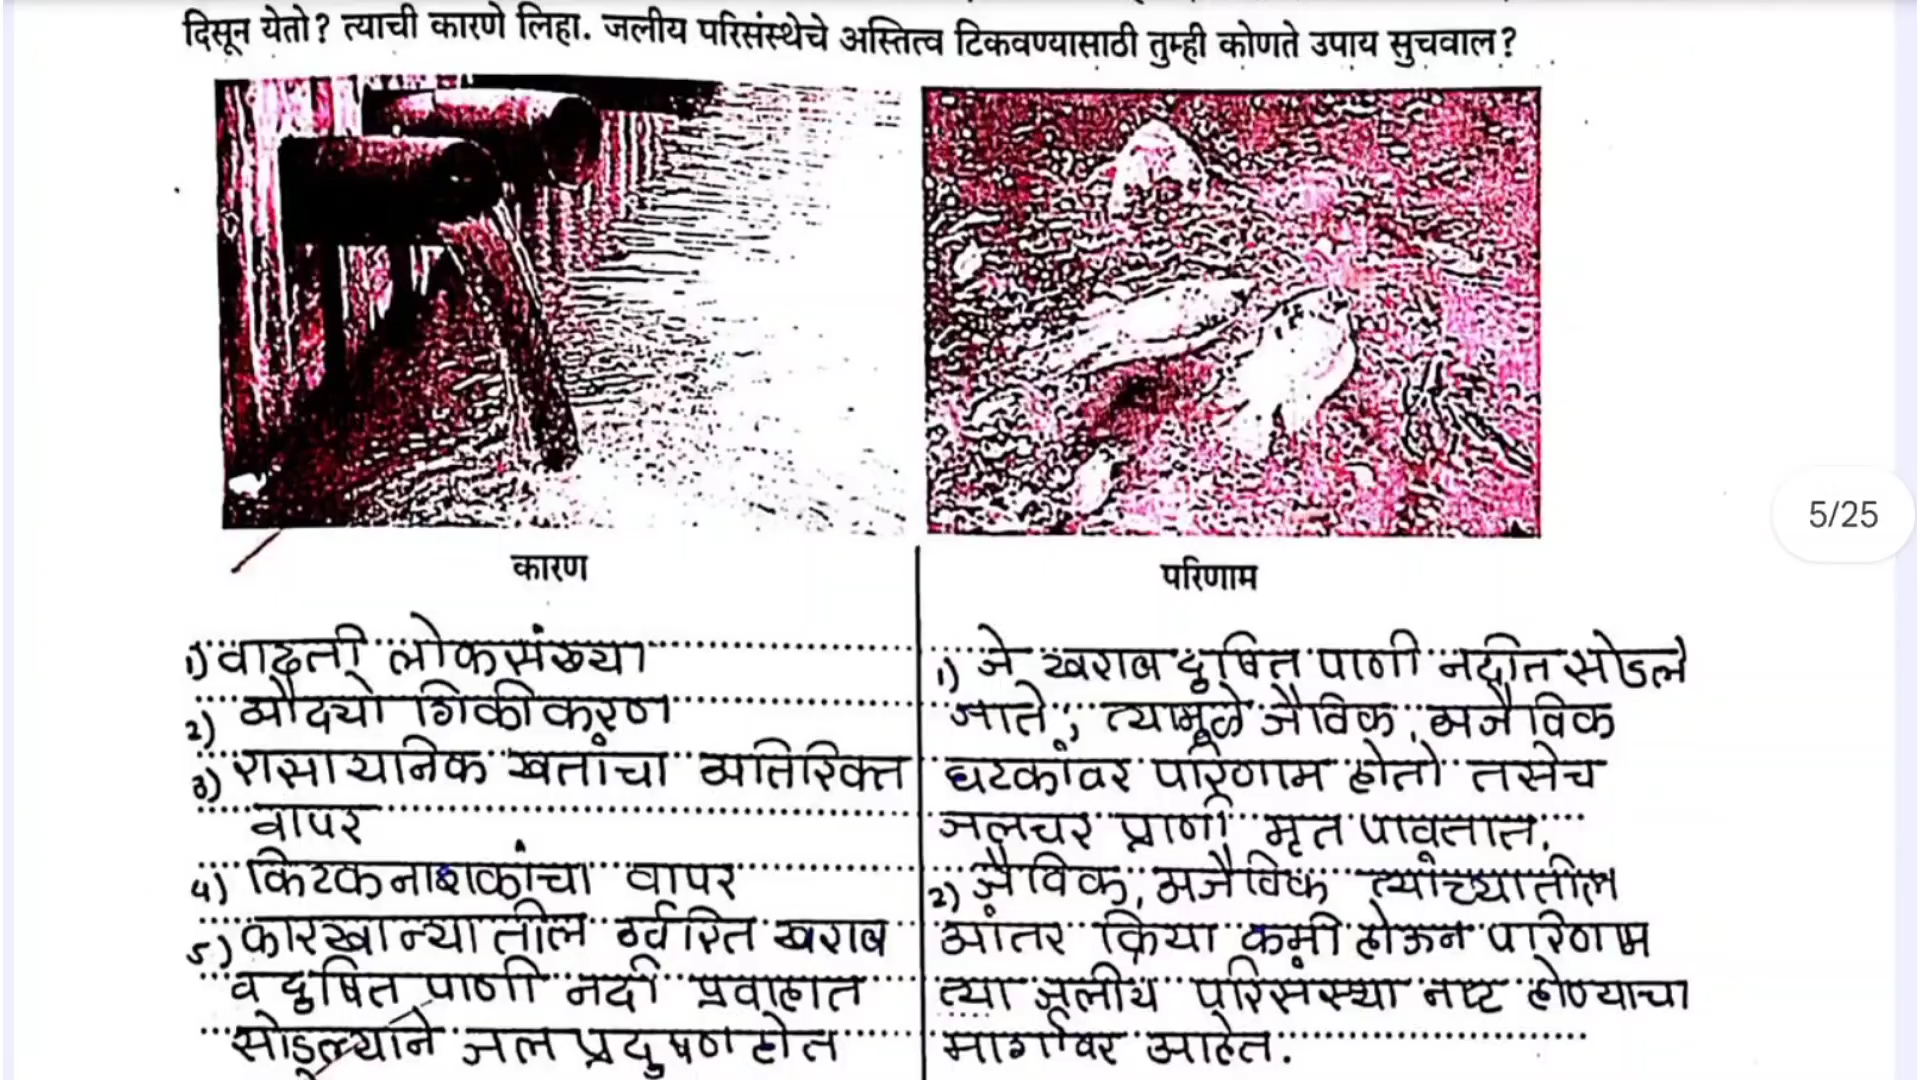 दिसून येतो? त्याची कारणे लिहा. जलीय परिसंस्थेचे अस्तित्व टिकवण्यासाठी तुम्ही कोणते उपाय सुचवाल?
5/25
कारण
1) वाढती लोकसंख्या
2) औद्योगिकीकरण
3) रासायनिक खतांचा अतिरिक्त
वापर
4) किटकनाशकांचा वापर
5) कारखान्यातील उर्वरित खराब
व दुषित पाणी नदी प्रवाहात
सोडल्याने जल प्रदुषण होत
परिणाम
1) जे खराब दुषित पाणी नदीत सोडले
जाते, त्यामूळे जैविक, अजैविक
घटकांवर परिणाम होतो तसेच
जलचर प्राणी मृत पावतात.
2) जैविक, अजैविक त्यांच्यातील
आंतर क्रिया कमी होऊन परिणाम
त्या जलीय परिसंस्था नष्ट होण्याचा
मार्गावर आहेत.